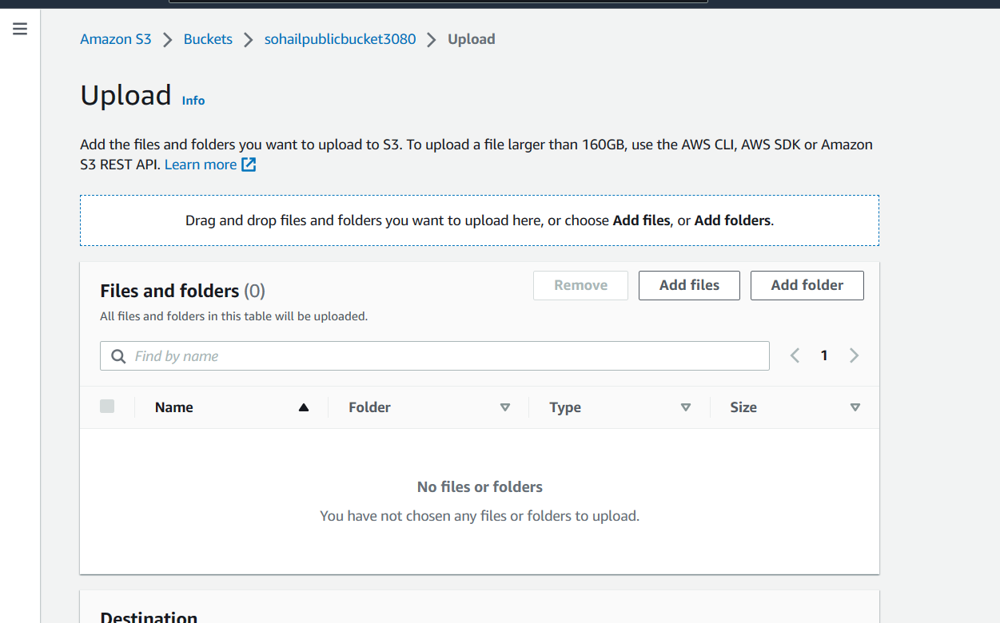 Amazon S3 > Buckets > sohailpublicbucket3080 > Upload
Upload Info
Add the files and folders you want to upload to S3. To upload a file larger than 160GB, use the AWS CLI, AWS SDK or Amazon
S3 REST API. Learn more
Drag and drop files and folders you want to upload here, or choose Add files, or Add folders.
Files and folders (0)
Remove
Add files
Add folder
All files and folders in this table will be uploaded.
Find by name
1
Name
Folder
Type
Size
No files or folders
You have not chosen any files or folders to upload.
Destination